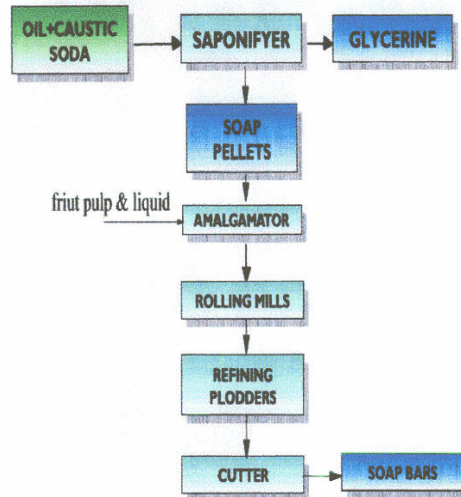 OIL+CAUSTIC
SODA
SAPONIFYER
GLYCERINE
SOAP
PELLETS
friut pulp & liquid
AMALGAMATOR
ROLLING MILLS
REFINING
PLODDERS
CUTTER
SOAP BARS